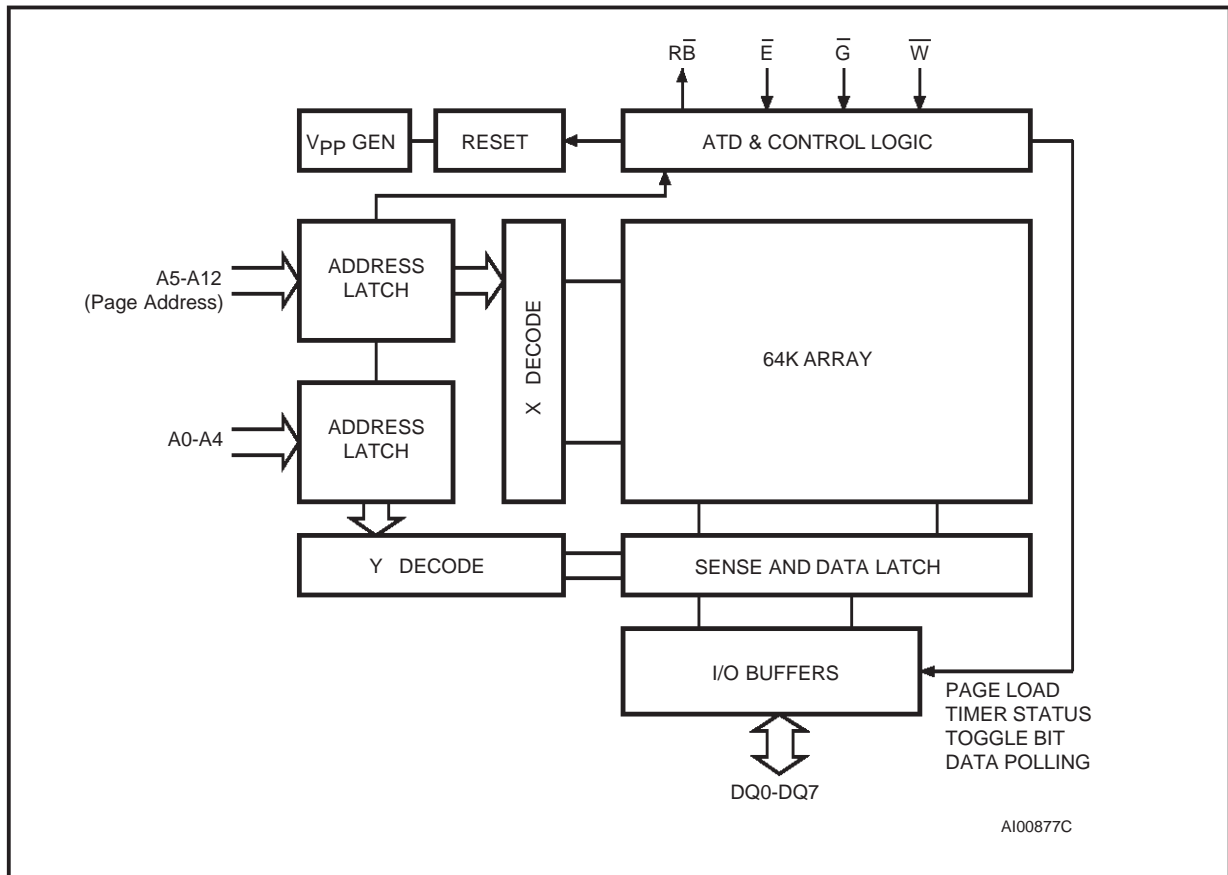 RB̅ E̅ G̅ W̅
VPP GEN
RESET
ATD & CONTROL LOGIC
A5-A12
(Page Address)
ADDRESS
LATCH
X DECODE
64K ARRAY
A0-A4
ADDRESS
LATCH
Y DECODE
SENSE AND DATA LATCH
I/O BUFFERS
PAGE LOAD
TIMER STATUS
TOGGLE BIT
DATA POLLING
DQ0-DQ7
AI00877C